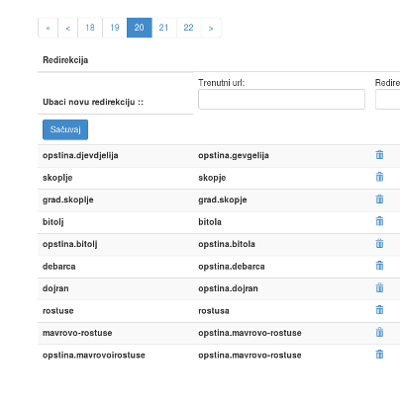 « < 18 19 20 21 22 >
Redirekcija
Trenutni url: Redire
Ubaci novu redirekciju ::
Sačuvaj
opstina.djevdjelija opstina.gevgelija
skoplje skopje
grad.skoplje grad.skopje
bitolj bitola
opstina.bitolj opstina.bitola
debarca opstina.debarca
dojran opstina.dojran
rostuse rostusa
mavrovo-rostuse opstina.mavrovo-rostuse
opstina.mavrovoirostuse opstina.mavrovo-rostuse